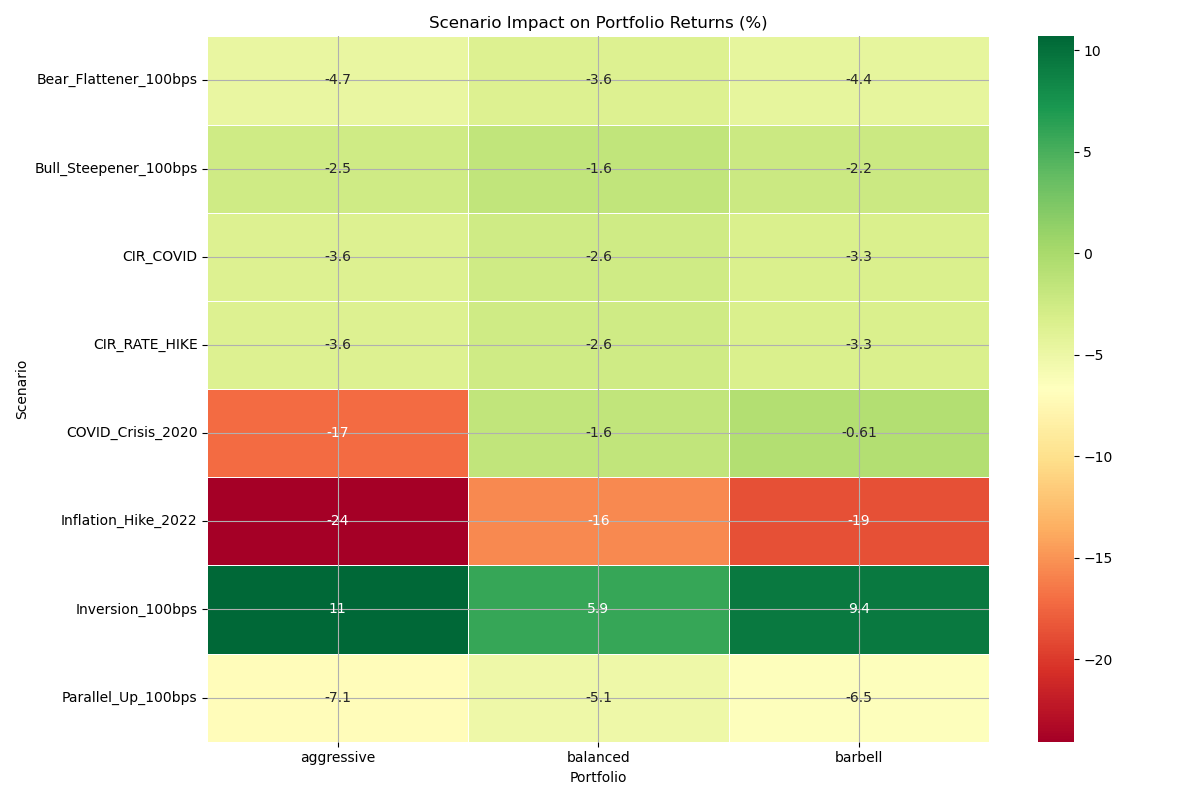 Scenario Impact on Portfolio Returns (%)
Scenario
Bear_Flattener_100bps -4.7 -3.6 -4.4
Bull_Steepener_100bps -2.5 -1.6 -2.2
CIR_COVID -3.6 -2.6 -3.3
CIR_RATE_HIKE -3.6 -2.6 -3.3
COVID_Crisis_2020 -17 -1.6 -0.61
Inflation_Hike_2022 -24 -16 -19
Inversion_100bps 11 5.9 9.4
Parallel_Up_100bps -7.1 -5.1 -6.5
aggressive balanced barbell
Portfolio
10
5
0
−5
−10
−15
−20